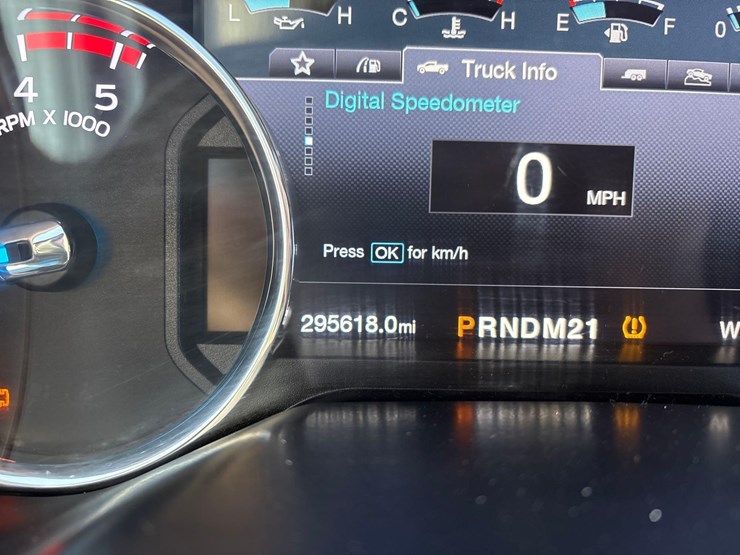 L H C H E F 0
Truck Info
4 5
RPM X 1000
Digital Speedometer
0 MPH
Press OK for km/h
295618.0mi PRNDM21 W